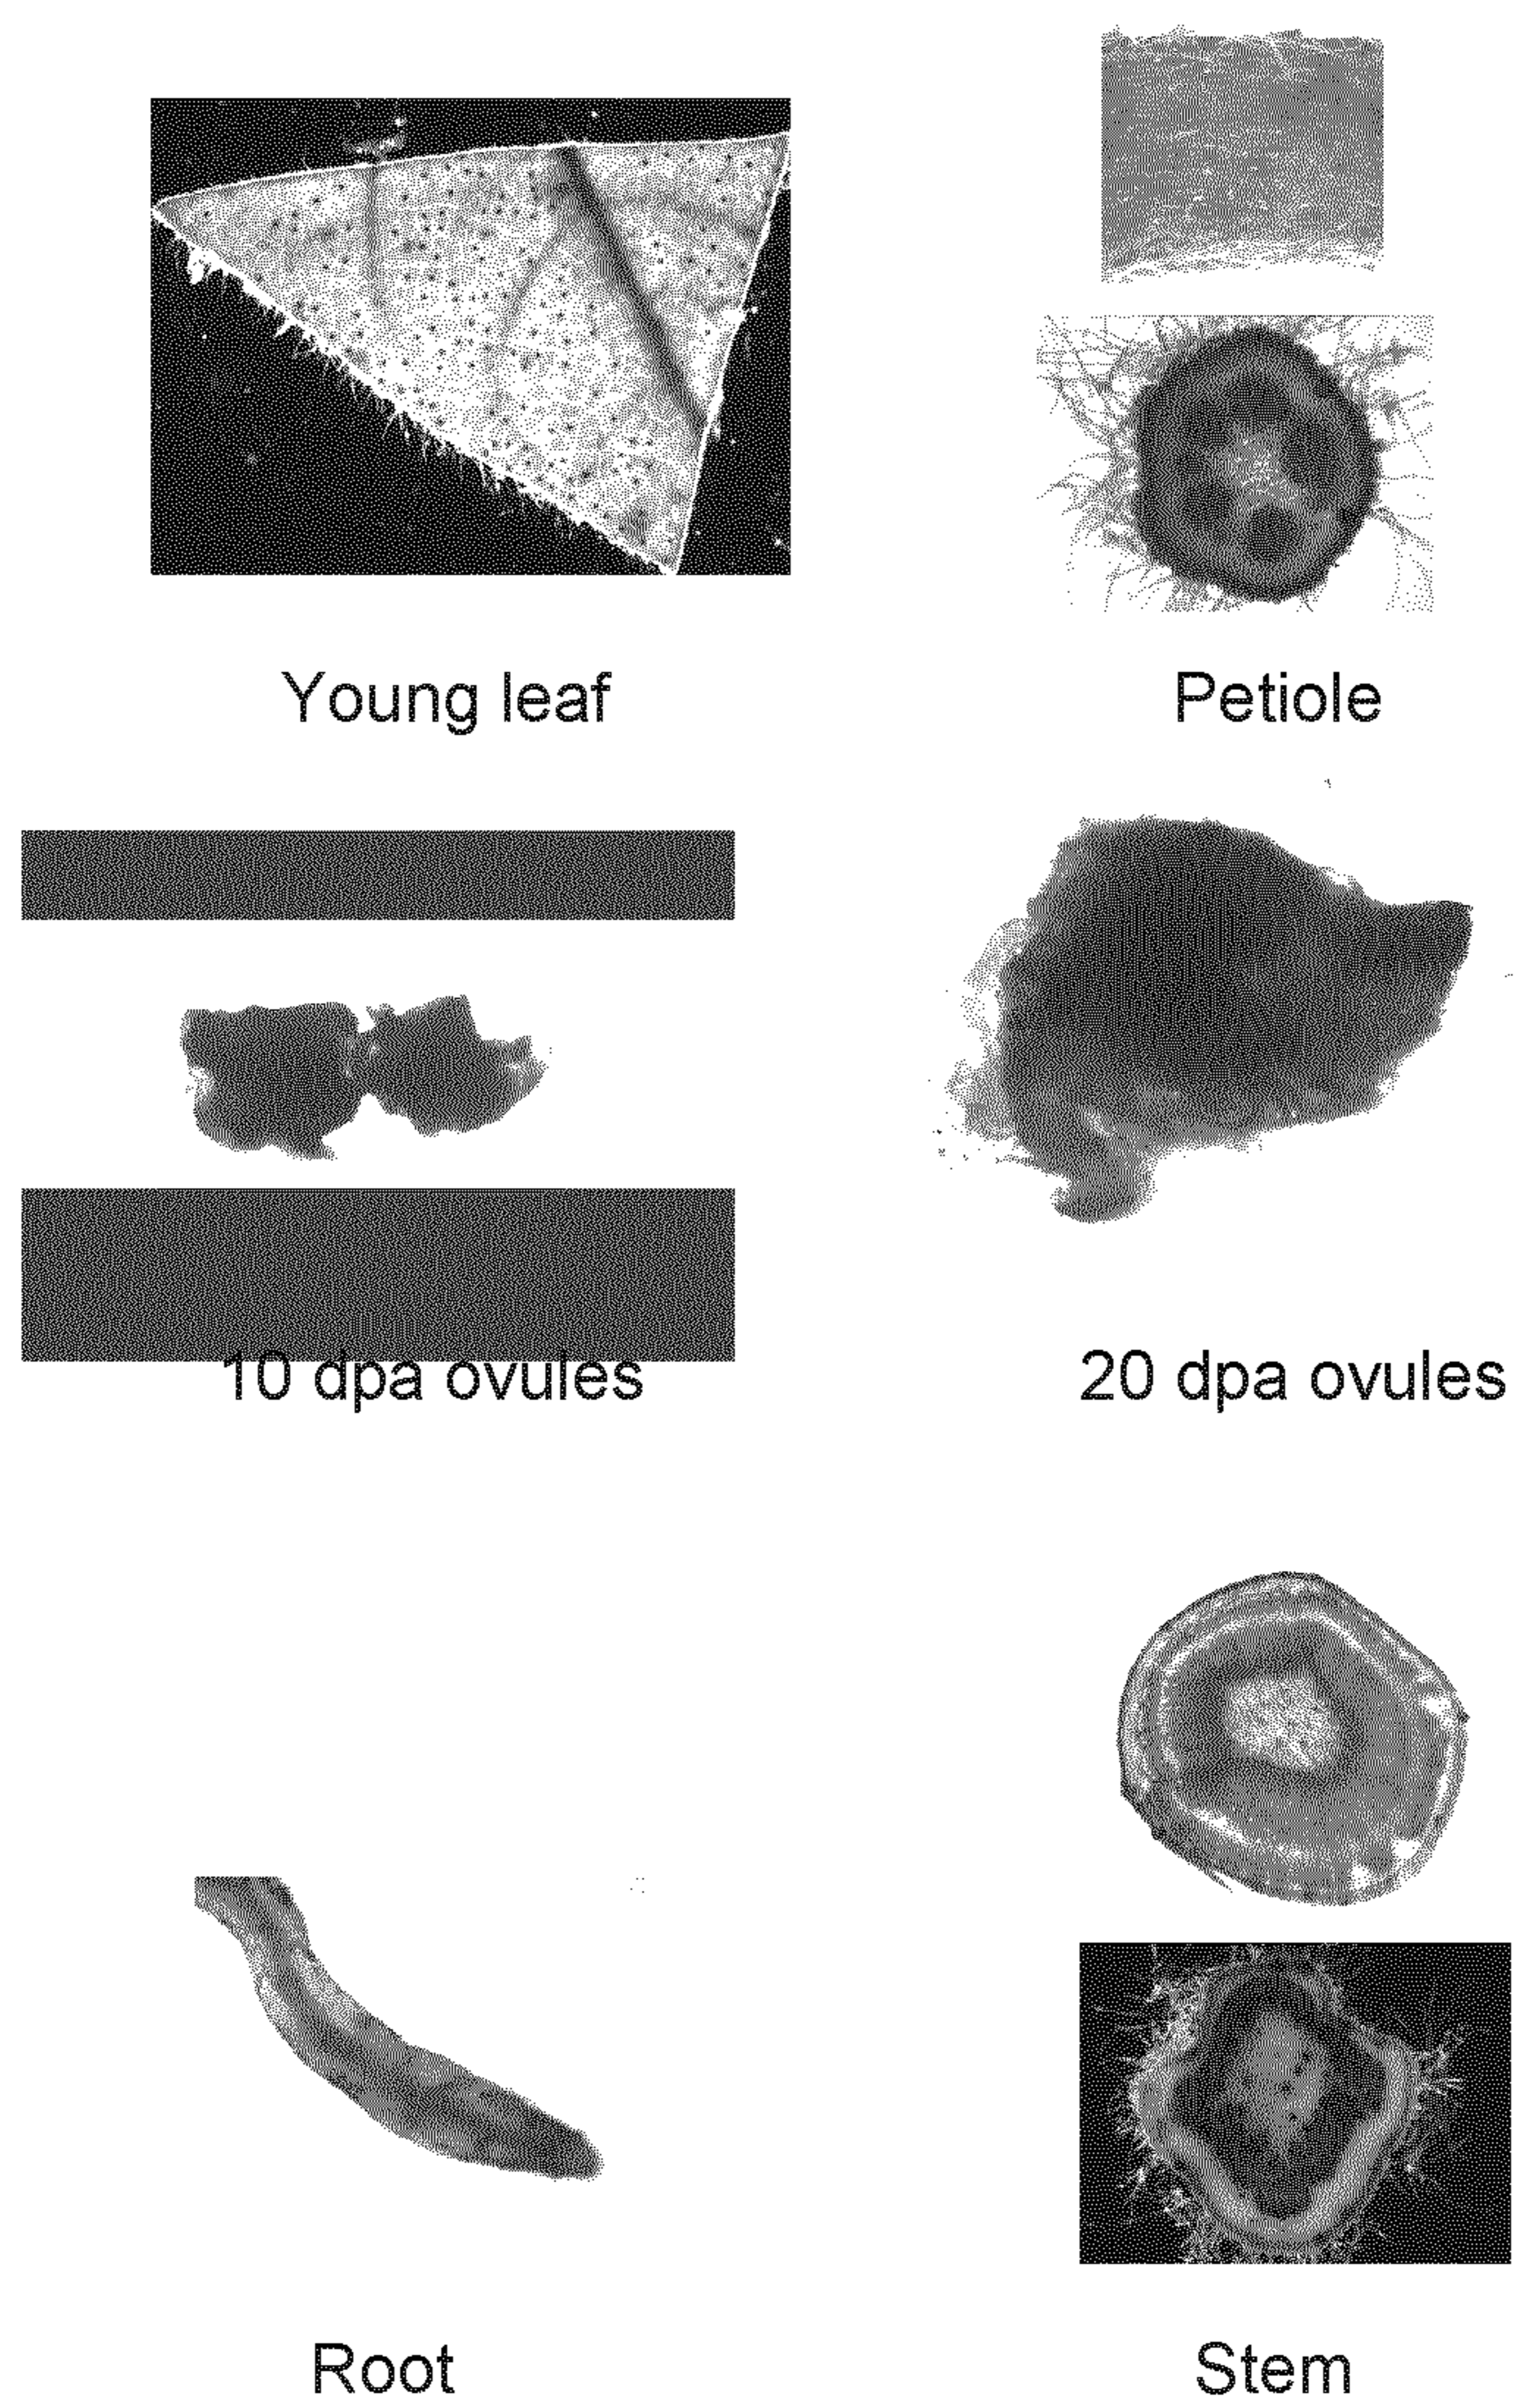 Young leaf
Petiole
10 dpa ovules
20 dpa ovules
Root
Stem